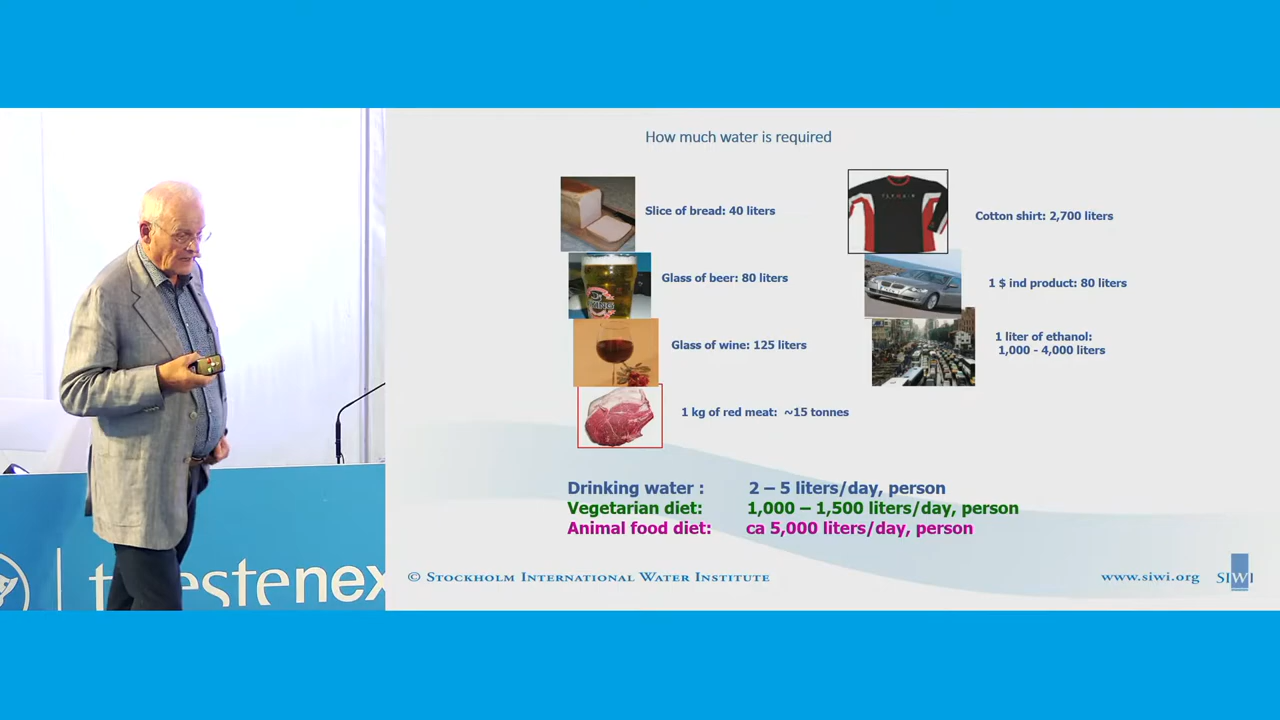 How much water is required
Slice of bread: 40 liters
Glass of beer: 80 liters
Glass of wine: 125 liters
1 kg of red meat: ~15 tonnes
Cotton shirt: 2,700 liters
1 $ ind product: 80 liters
1 liter of ethanol:
1,000 - 4,000 liters
Drinking water : 2 – 5 liters/day, person
Vegetarian diet: 1,000 – 1,500 liters/day, person
Animal food diet: ca 5,000 liters/day, person
© STOCKHOLM INTERNATIONAL WATER INSTITUTE
www.siwi.org
SIWI